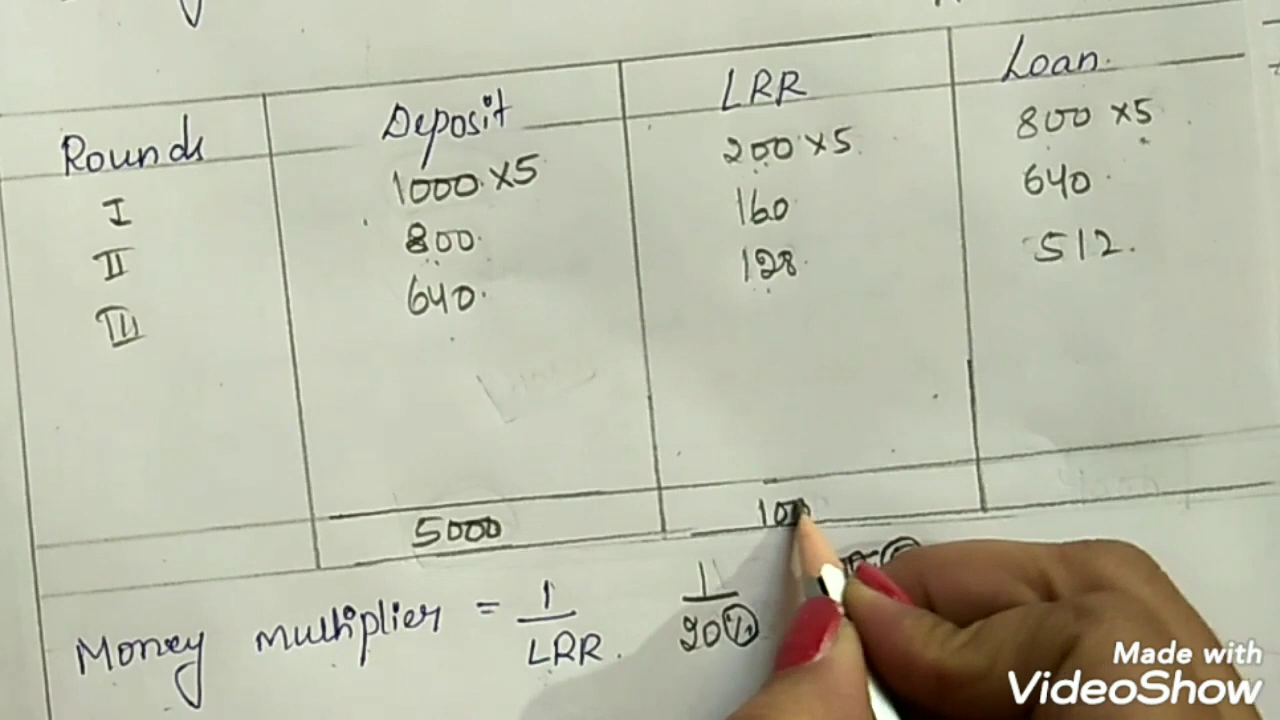 Rounds Deposit LRR Loan.
I 1000 x5 200 x5 800 x5
II 800 160 640
III 640 128 512
5000 100
Money multiplier = 1/LRR 1/20%
Made with
VideoShow